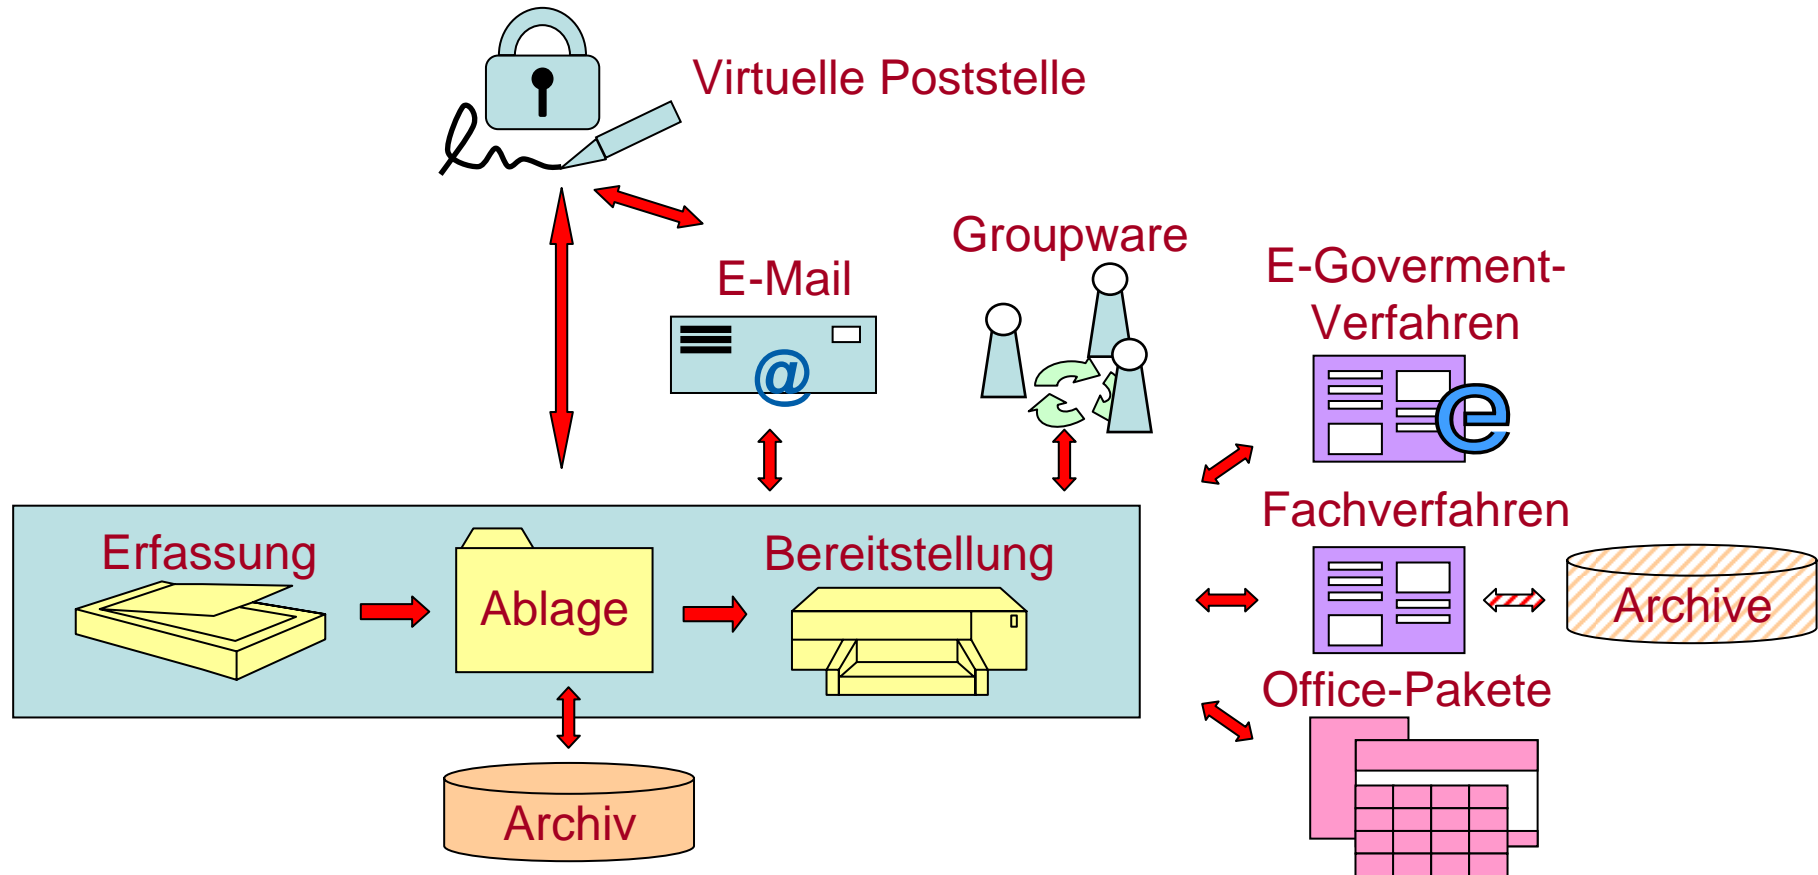 Virtuelle Poststelle
Groupware
E-Mail
@
E-Goverment-
Verfahren
e
Fachverfahren
Erfassung
Ablage
Bereitstellung
Archive
Office-Pakete
Archiv